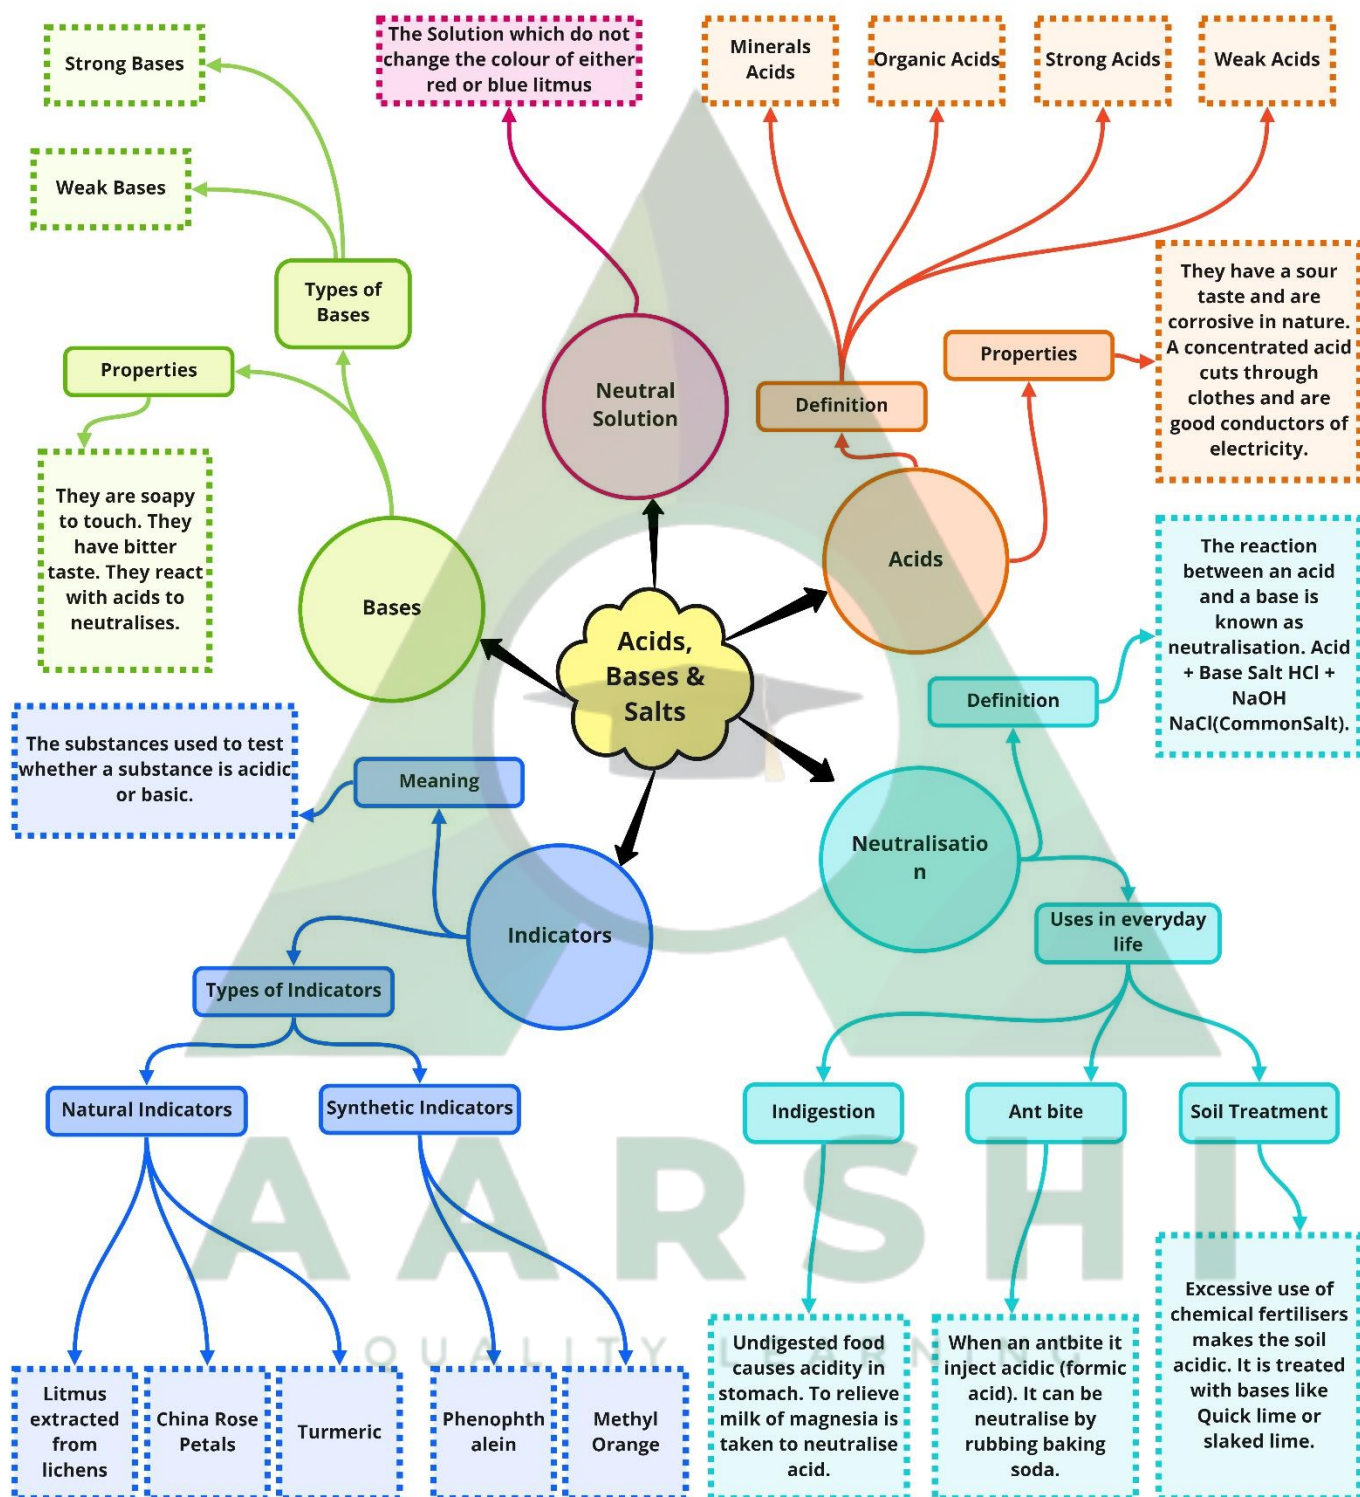 Strong Bases
The Solution which do not
change the colour of either
red or blue litmus
Minerals
Acids
Organic Acids
Strong Acids
Weak Acids
Weak Bases
Types of
Bases
Properties
They are soapy
to touch. They
have bitter
taste. They react
with acids to
neutralises.
Bases
Neutral
Solution
Definition
Properties
They have a sour
taste and are
corrosive in nature.
A concentrated acid
cuts through
clothes and are
good conductors of
electricity.
Acids
Acids,
Bases &
Salts
The reaction
between an acid
and a base is
known as
neutralisation. Acid
+ Base Salt HCl +
NaOH
NaCl(CommonSalt).
Definition
Neutralisatio
n
The substances used to test
whether a substance is acidic
or basic.
Meaning
Indicators
Types of Indicators
Natural Indicators
Synthetic Indicators
Uses in everyday
life
Indigestion
Ant bite
Soil Treatment
AARSHI
QUALITY LEARNING
Litmus
extracted
from
lichens
China Rose
Petals
Turmeric
Phenophth
alein
Methyl
Orange
Undigested food
causes acidity in
stomach. To relieve
milk of magnesia is
taken to neutralise
acid.
When an antbite it
inject acidic (formic
acid). It can be
neutralise by
rubbing baking
soda.
Excessive use of
chemical fertilisers
makes the soil
acidic. It is treated
with bases like
Quick lime or
slaked lime.